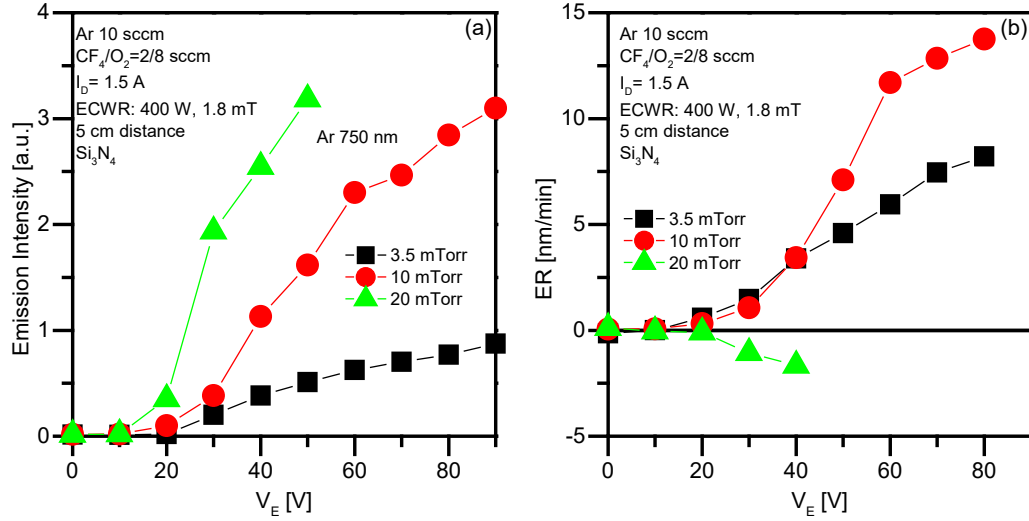 (a)
Ar 10 sccm
CF₄/O₂=2/8 sccm
I_D= 1.5 A
ECWR: 400 W, 1.8 mT
5 cm distance
Si₃N₄
Ar 750 nm
3.5 mTorr
10 mTorr
20 mTorr
Emission Intensity [a.u.]
4
3
2
1
0
0 20 40 60 80
V_E [V]
(b)
Ar 10 sccm
CF₄/O₂=2/8 sccm
I_D= 1.5 A
ECWR: 400 W, 1.8 mT
5 cm distance
Si₃N₄
3.5 mTorr
10 mTorr
20 mTorr
ER [nm/min]
15
10
5
0
-5
0 20 40 60 80
V_E [V]